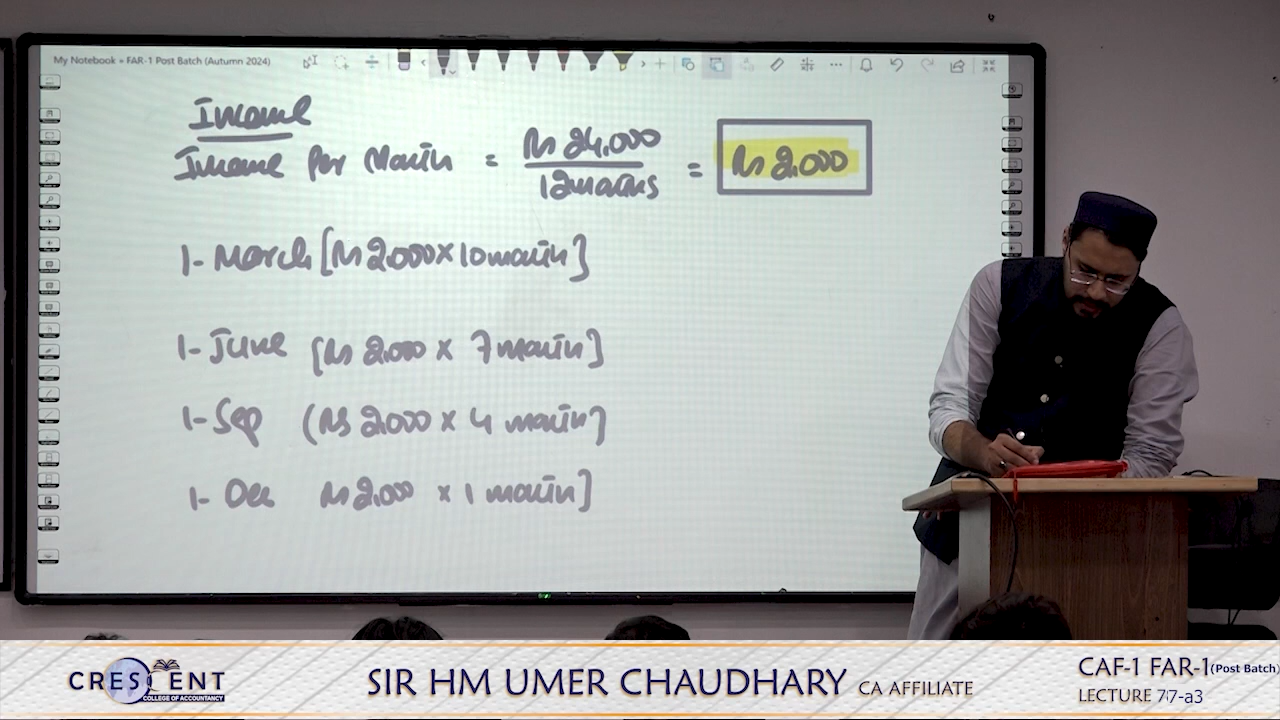 My Notebook » FAR-1 Post Batch (Autumn 2024)
Income
Income Per Month = Rs 24,000 / 12 months = Rs 2,000
1- March [Rs 2,000 × 10 month]
1- June [Rs 2,000 × 7 month]
1- Sep (Rs 2,000 × 4 month]
1- Dec Rs 2,000 × 1 month]
CRESCENT
COLLEGE OF ACCOUNTANCY
SIR HM UMER CHAUDHARY CA AFFILIATE
CAF-1 FAR-1 (Post Batch)
LECTURE 77-a3